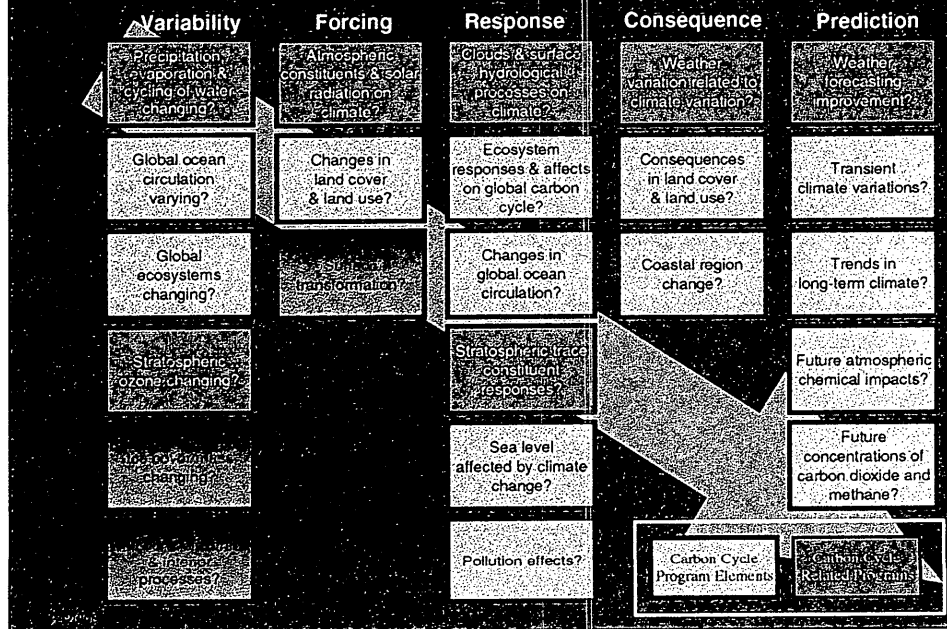 Variability
Forcing
Response
Consequence
Prediction
Precipitation,
evaporation &
cycling of water
changing?
Atmospheric
constituents & solar
radiation on
climate?
Clouds & surface
hydrological
processes on
climate?
Weather
variation related to
climate variation?
Weather
forecasting
improvement?
Global ocean
circulation
varying?
Changes in
land cover
& land use?
Ecosystem
responses & affects
on global carbon
cycle?
Consequences
in land cover
& land use?
Transient
climate variations?
Global
ecosystems
changing?
transformation?
Changes in
global ocean
circulation?
Coastal region
change?
Trends in
long-term climate?
Stratospheric
ozone changing?
Stratospheric trace
constituent
responses?
Future atmospheric
chemical impacts?
changing?
Sea level
affected by climate
change?
Future
concentrations of
carbon dioxide and
methane?
& interior
processes?
Pollution effects?
Carbon Cycle
Program Elements
Carbon Cycle
Related Program